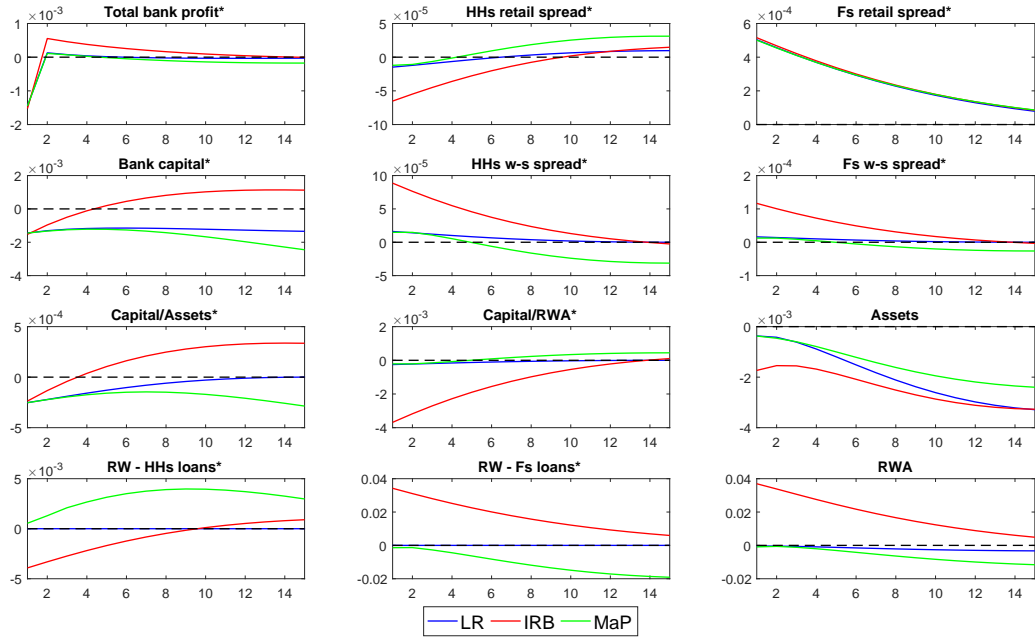 Total bank profit*
HHs retail spread*
Fs retail spread*
×10-3
×10-5
×10-4
1
0
-1
-2
5
0
-5
-10
6
4
2
0
2 4 6 8 10 12 14
2 4 6 8 10 12 14
2 4 6 8 10 12 14
Bank capital*
HHs w-s spread*
Fs w-s spread*
×10-3
×10-5
×10-4
2
0
-2
-4
10
5
0
-5
2
1
0
-1
2 4 6 8 10 12 14
2 4 6 8 10 12 14
2 4 6 8 10 12 14
Capital/Assets*
Capital/RWA*
Assets
×10-4
×10-3
×10-3
5
0
-5
2
0
-2
-4
0
-2
-4
2 4 6 8 10 12 14
2 4 6 8 10 12 14
2 4 6 8 10 12 14
RW - HHs loans*
RW - Fs loans*
RWA
×10-3
5
0
-5
0.04
0.02
0
-0.02
0.04
0.02
0
-0.02
2 4 6 8 10 12 14
2 4 6 8 10 12 14
2 4 6 8 10 12 14
LR IRB MaP